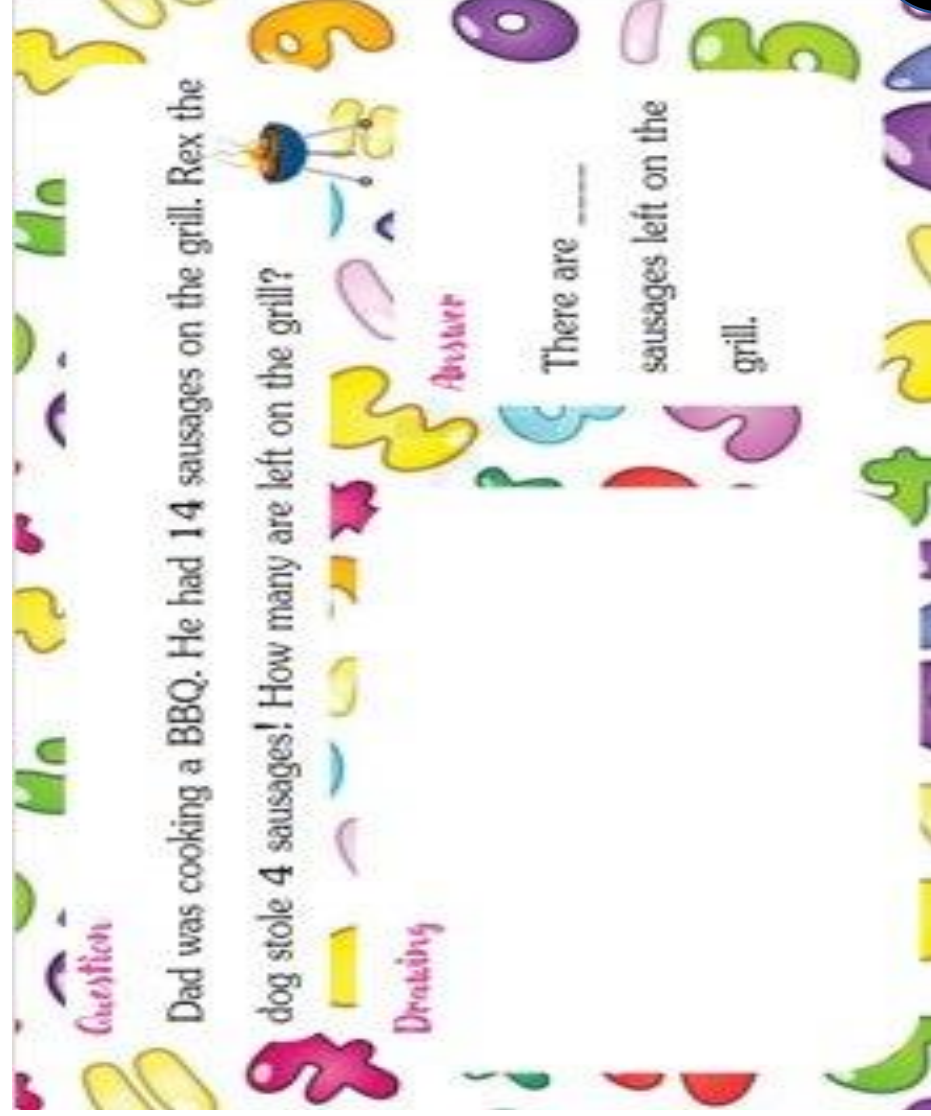 Question
Dad was cooking a BBQ. He had 14 sausages on the grill. Rex the
dog stole 4 sausages! How many are left on the grill?
Drawing
Answer
There are ____
sausages left on the
grill.